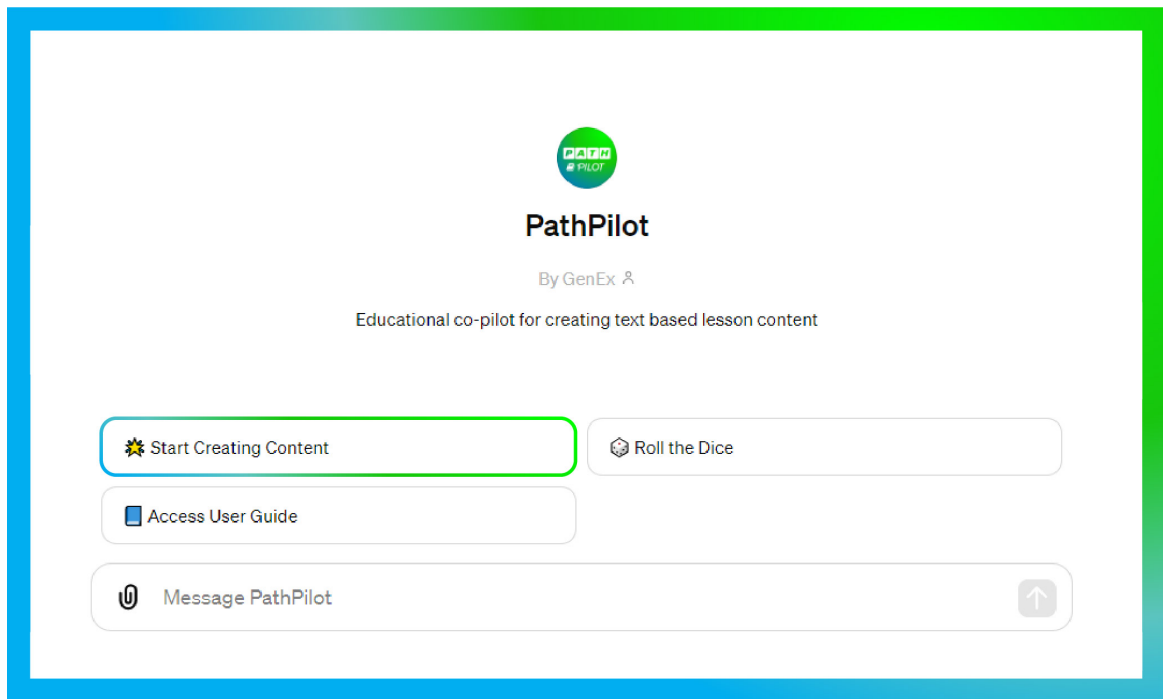 PATH
PILOT
PathPilot
By GenEx
Educational co-pilot for creating text based lesson content
Start Creating Content
Roll the Dice
Access User Guide
Message PathPilot